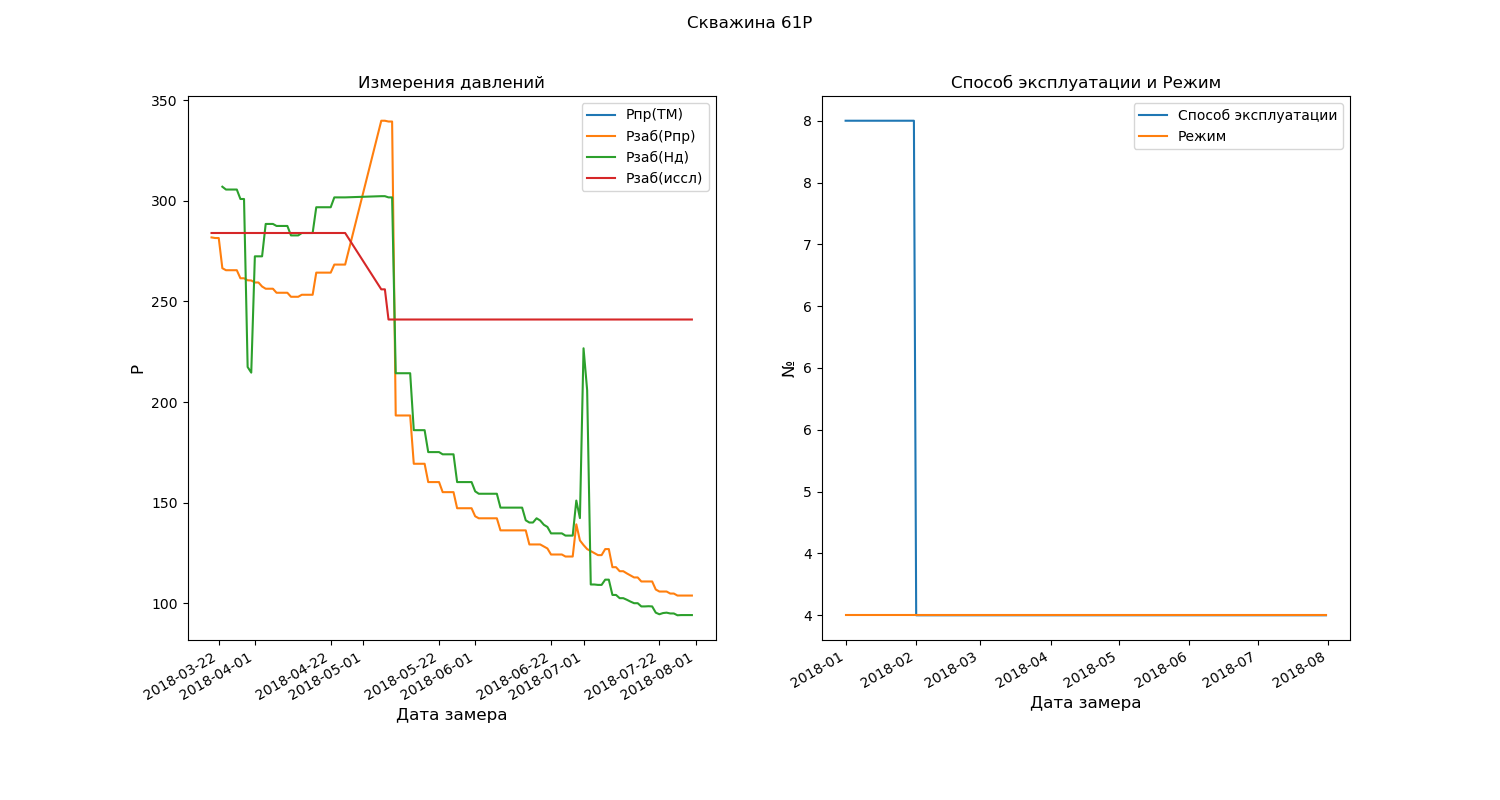 Скважина 61Р
Измерения давлений
350
300
250
200
150
100
Р
Рпр(ТМ)
Рзаб(Рпр)
Рзаб(Нд)
Рзаб(иссл)
2018-03-22
2018-04-01
2018-04-22
2018-05-01
2018-05-22
2018-06-01
2018-06-22
2018-07-01
2018-07-22
2018-08-01
Дата замера
Способ эксплуатации и Режим
8
8
7
6
6
6
5
4
4
№
Способ эксплуатации
Режим
2018-01
2018-02
2018-03
2018-04
2018-05
2018-06
2018-07
2018-08
Дата замера